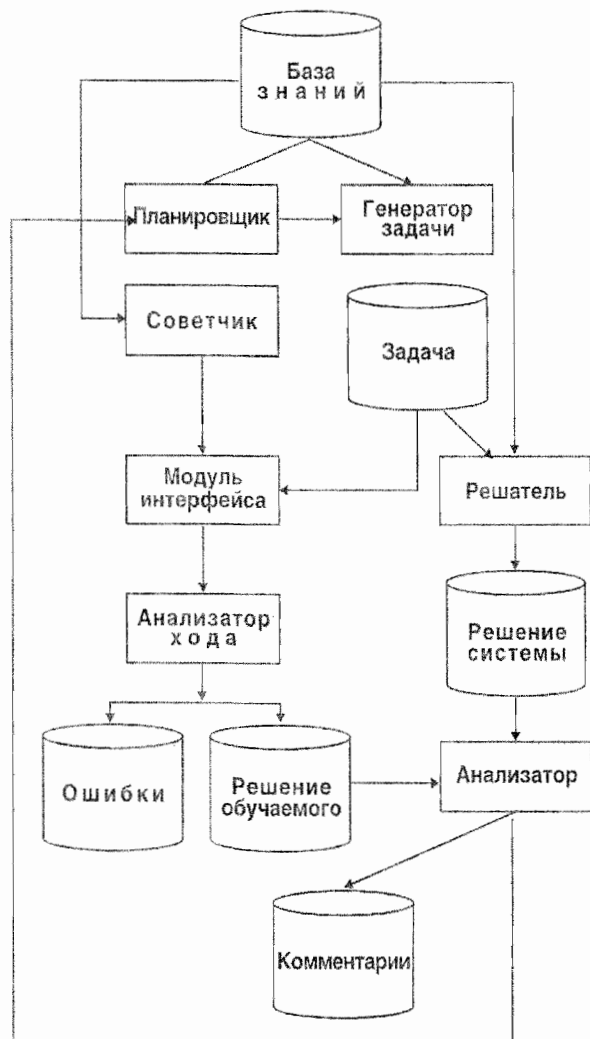 База
знаний
Планировщик
Генератор
задачи
Советчик
Задача
Модуль
интерфейса
Решатель
Анализатор
хода
Решение
системы
Ошибки
Решение
обучаемого
Анализатор
Комментарии